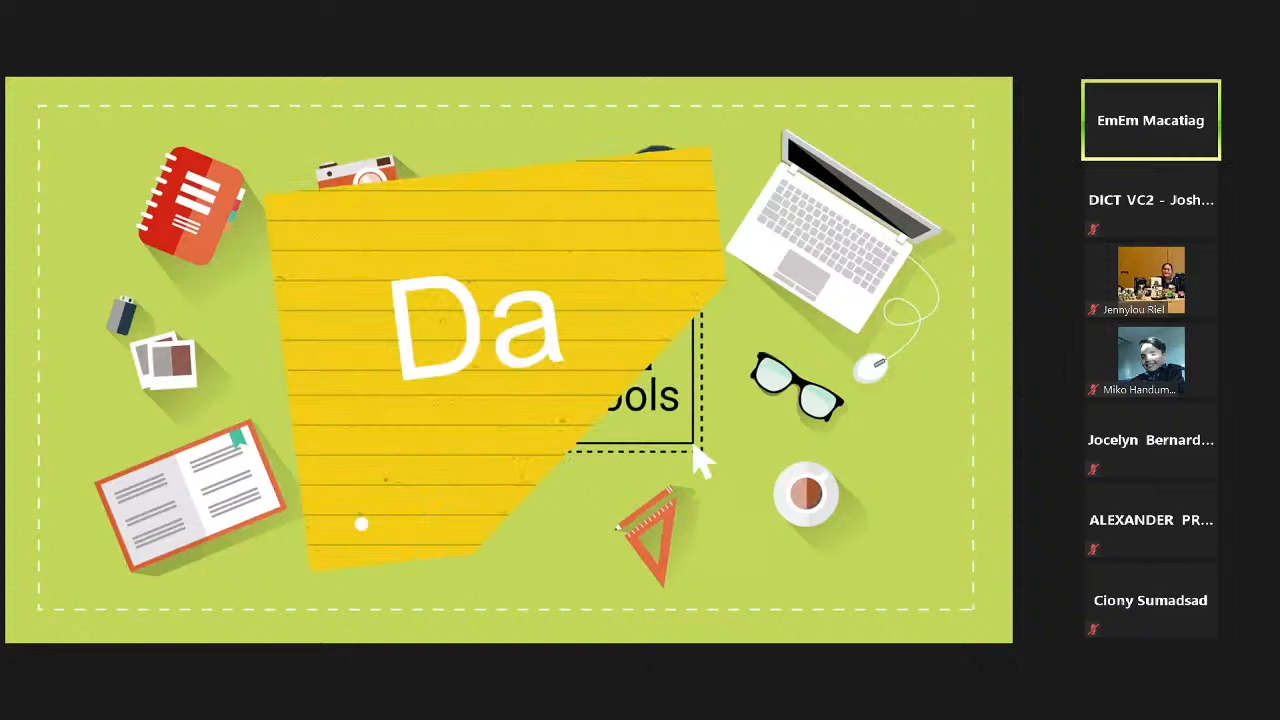 Da
ools
EmEm Macatiag
DICT VC2 - Josh...
Jennylou Riel
Miko Handum...
Jocelyn Bernard...
ALEXANDER PR...
Ciony Sumadsad